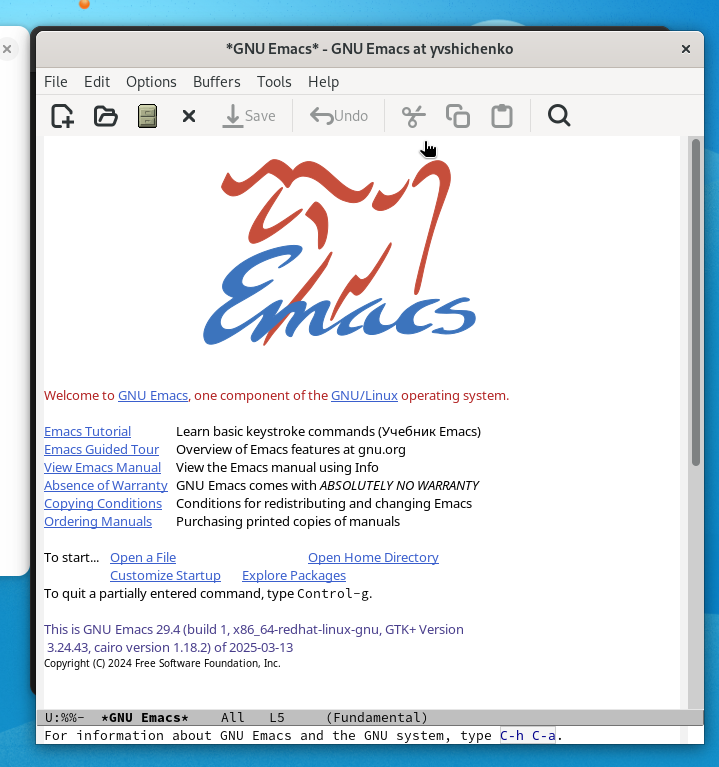 *GNU Emacs* - GNU Emacs at yvshichenko
File Edit Options Buffers Tools Help
Save Undo
Emacs
Welcome to GNU Emacs, one component of the GNU/Linux operating system.
Emacs Tutorial Learn basic keystroke commands (Учебник Emacs)
Emacs Guided Tour Overview of Emacs features at gnu.org
View Emacs Manual View the Emacs manual using Info
Absence of Warranty GNU Emacs comes with ABSOLUTELY NO WARRANTY
Copying Conditions Conditions for redistributing and changing Emacs
Ordering Manuals Purchasing printed copies of manuals
To start... Open a File Open Home Directory
Customize Startup Explore Packages
To quit a partially entered command, type Control-g.
This is GNU Emacs 29.4 (build 1, x86_64-redhat-linux-gnu, GTK+ Version
3.24.43, cairo version 1.18.2) of 2025-03-13
Copyright (C) 2024 Free Software Foundation, Inc.
U:%%- *GNU Emacs* All L5 (Fundamental)
For information about GNU Emacs and the GNU system, type C-h C-a.